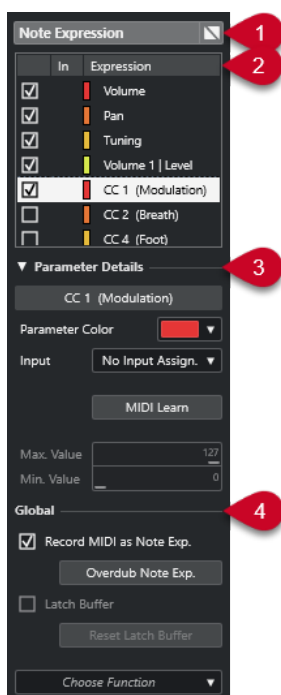 Note Expression
1
In Expression
2
Volume
Pan
Tuning
Volume 1 | Level
CC 1 (Modulation)
CC 2 (Breath)
CC 4 (Foot)
▼ Parameter Details
3
CC 1 (Modulation)
Parameter Color
Input No Input Assign.
MIDI Learn
Max. Value 127
Min. Value 0
Global
4
Record MIDI as Note Exp.
Overdub Note Exp.
Latch Buffer
Reset Latch Buffer
Choose Function